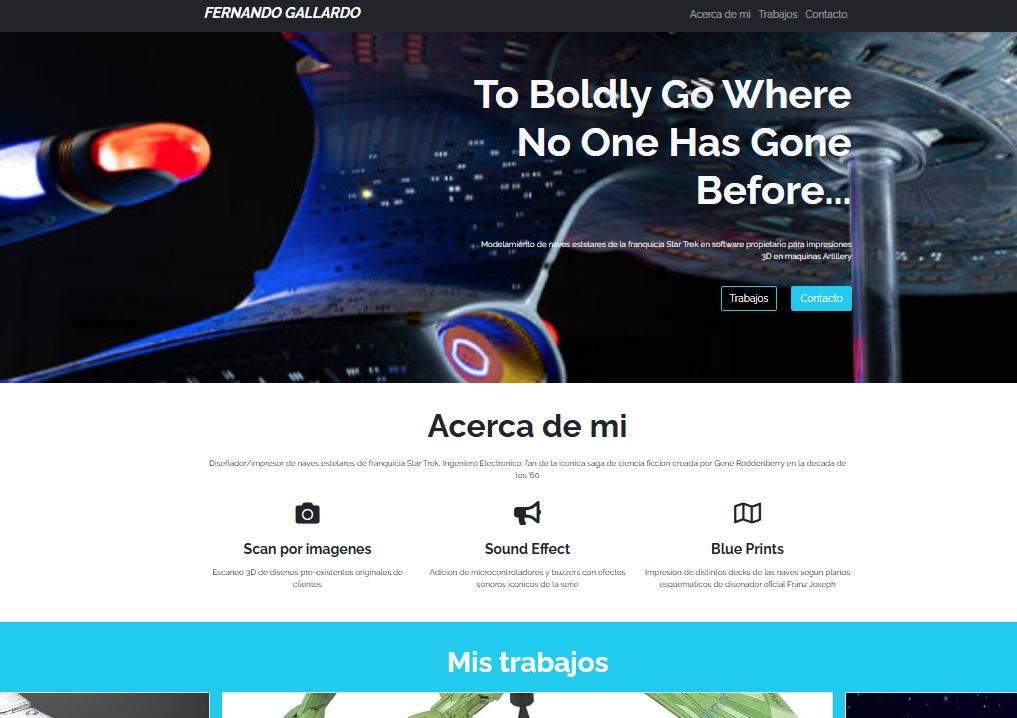 FERNANDO GALLARDO
Acerca de mi Trabajos Contacto
To Boldly Go Where
No One Has Gone
Before...
Modelamiento de naves estelares de la franquicia Star Trek en software propietario para impresiones
3D en maquinas Artillery
Trabajos Contacto
Acerca de mi
Diseñador/impresor de naves estelares de franquicia Star Trek. Ingeniero Electronico, fan de la iconica saga de ciencia ficcion creada por Gene Roddenberry en la decada de
los '60
Scan por imagenes
Escaneo 3D de disenos pre-existentes originales de
clientes
Sound Effect
Adicion de microcontroladores y buzzers con efectos
sonoros iconicos de la serie
Blue Prints
Impresion de distintos decks de las naves segun planos
esquematicos de disenador oficial Franz Joseph
Mis trabajos